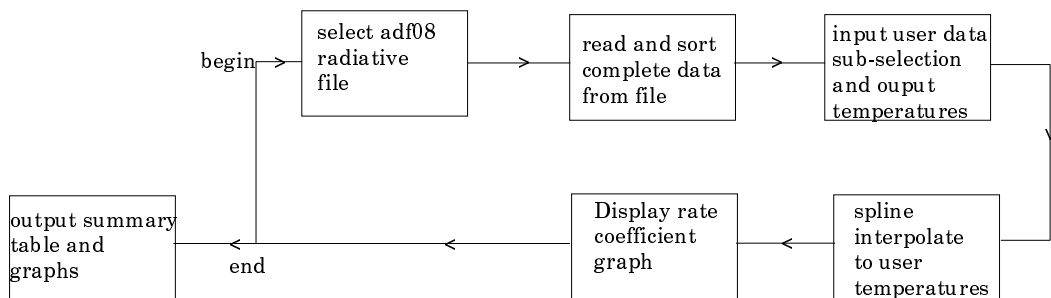 begin
select adf08
radiative
file
read and sort
complete data
from file
input user data
sub-selection
and ouput
temperatures
output summary
table and
graphs
end
Display rate
coefficient
graph
spline
interpolate
to user
temperatures